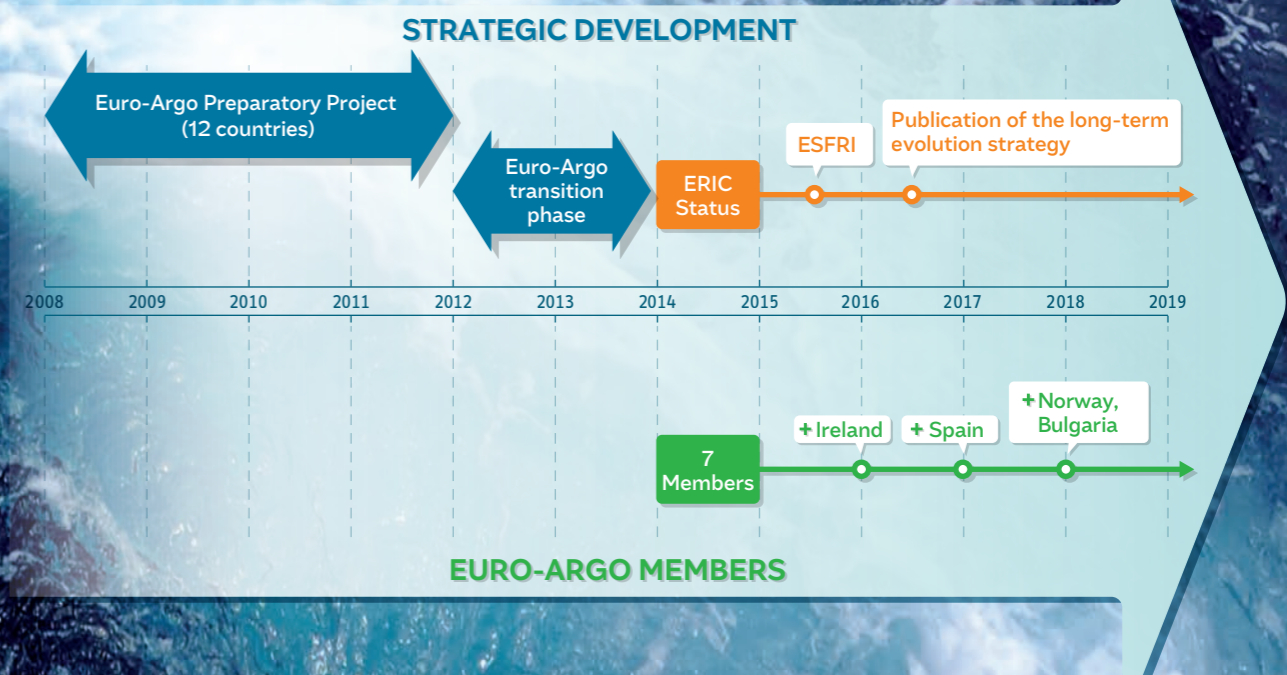 STRATEGIC DEVELOPMENT
Euro-Argo Preparatory Project
(12 countries)
Euro-Argo
transition
phase
ERIC
Status
ESFRI
Publication of the long-term
evolution strategy
2008 2009 2010 2011 2012 2013 2014 2015 2016 2017 2018 2019
7
Members
+ Ireland
+ Spain
+ Norway,
Bulgaria
EURO-ARGO MEMBERS